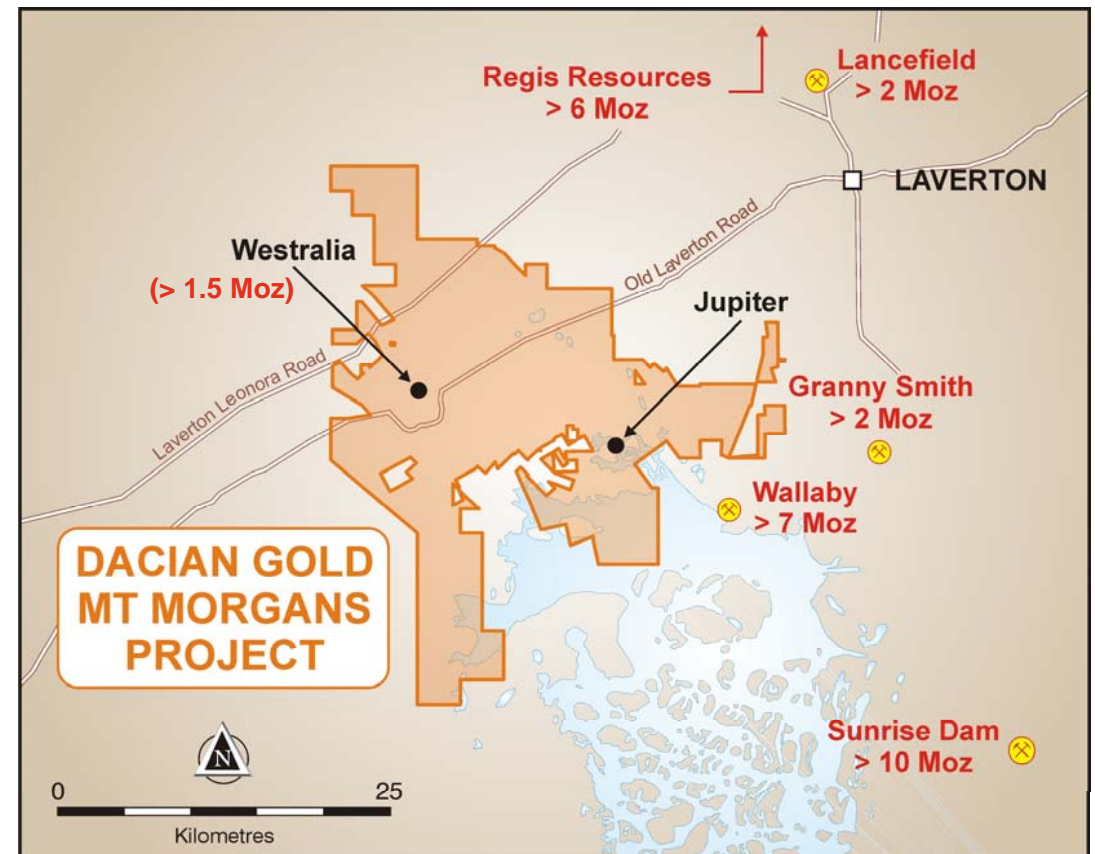 Regis Resources
> 6 Moz
Lancefield
> 2 Moz
LAVERTON
Westralia
(> 1.5 Moz)
Old Laverton Road
Jupiter
Laverton Leonora Road
Granny Smith
> 2 Moz
Wallaby
> 7 Moz
DACIAN GOLD
MT MORGANS
PROJECT
Sunrise Dam
> 10 Moz
N
0 25
Kilometres